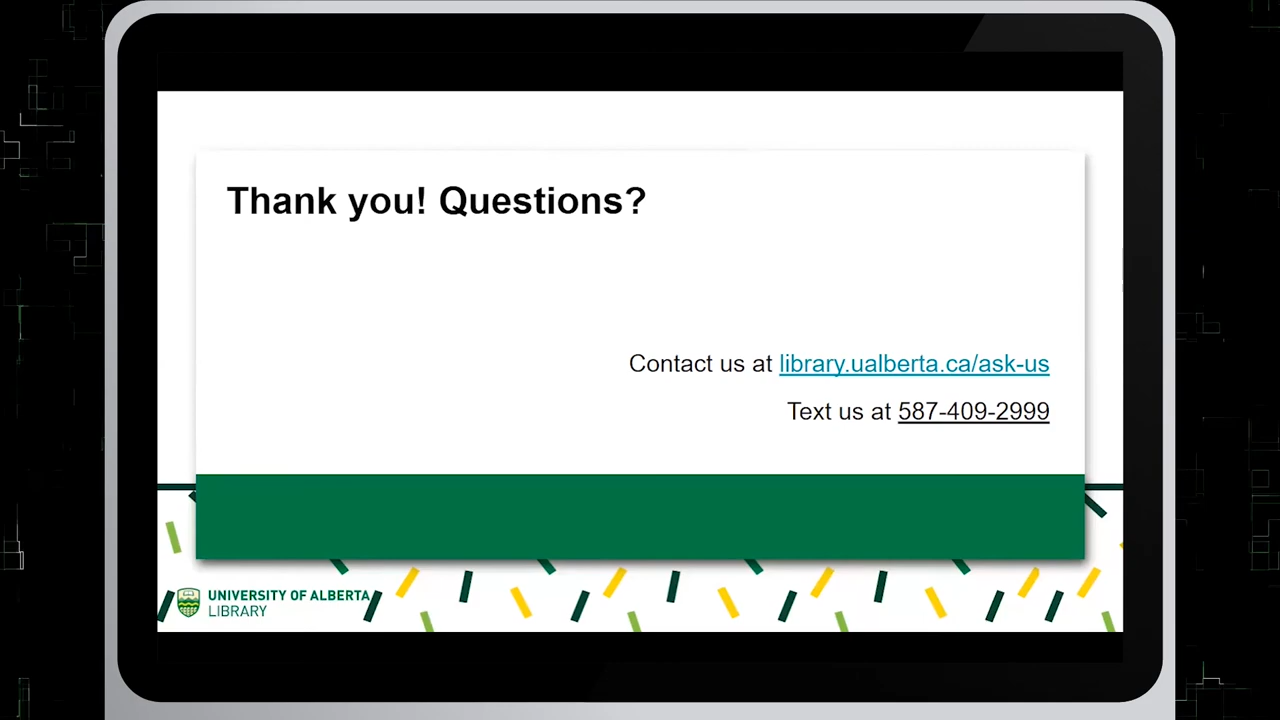 Thank you! Questions?
Contact us at library.ualberta.ca/ask-us
Text us at 587-409-2999
UNIVERSITY OF ALBERTA
LIBRARY